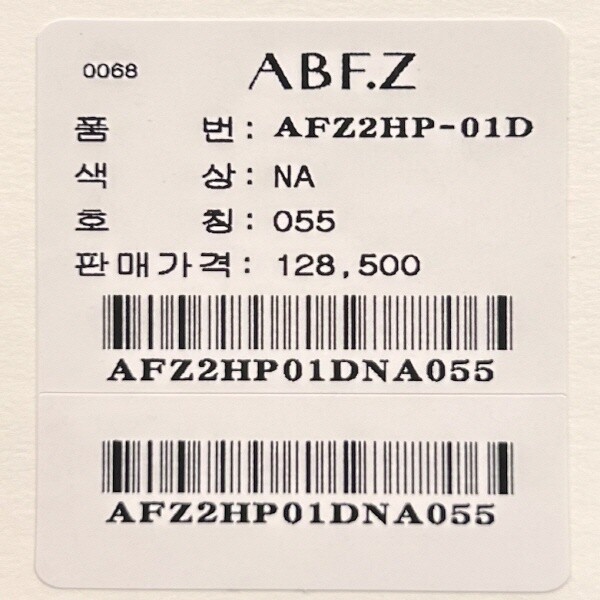 0068 ABF.Z
품 번: AFZ2HP-01D
색 상: NA
호 칭: 055
판매가격: 128,500
AFZ2HP01DNA055
AFZ2HP01DNA055